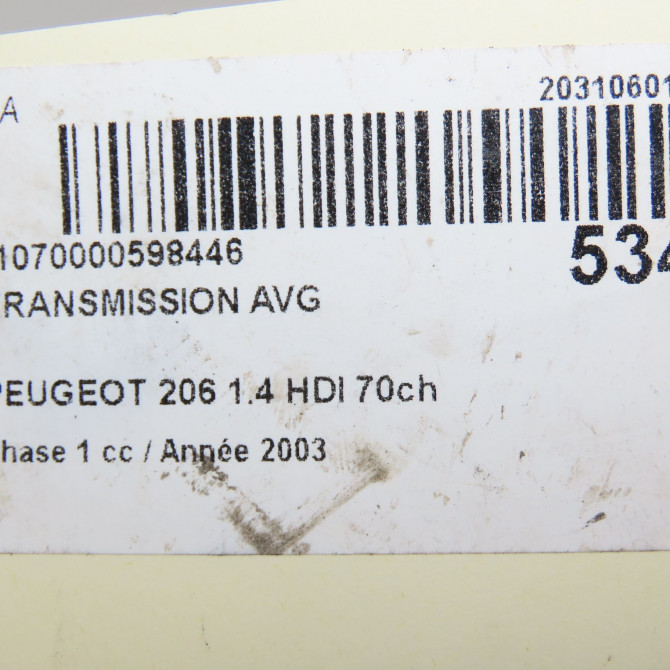 A
20310601
1070000598446
534
RANSMISSION AVG
PEUGEOT 206 1.4 HDI 70ch
hase 1 cc / Année 2003